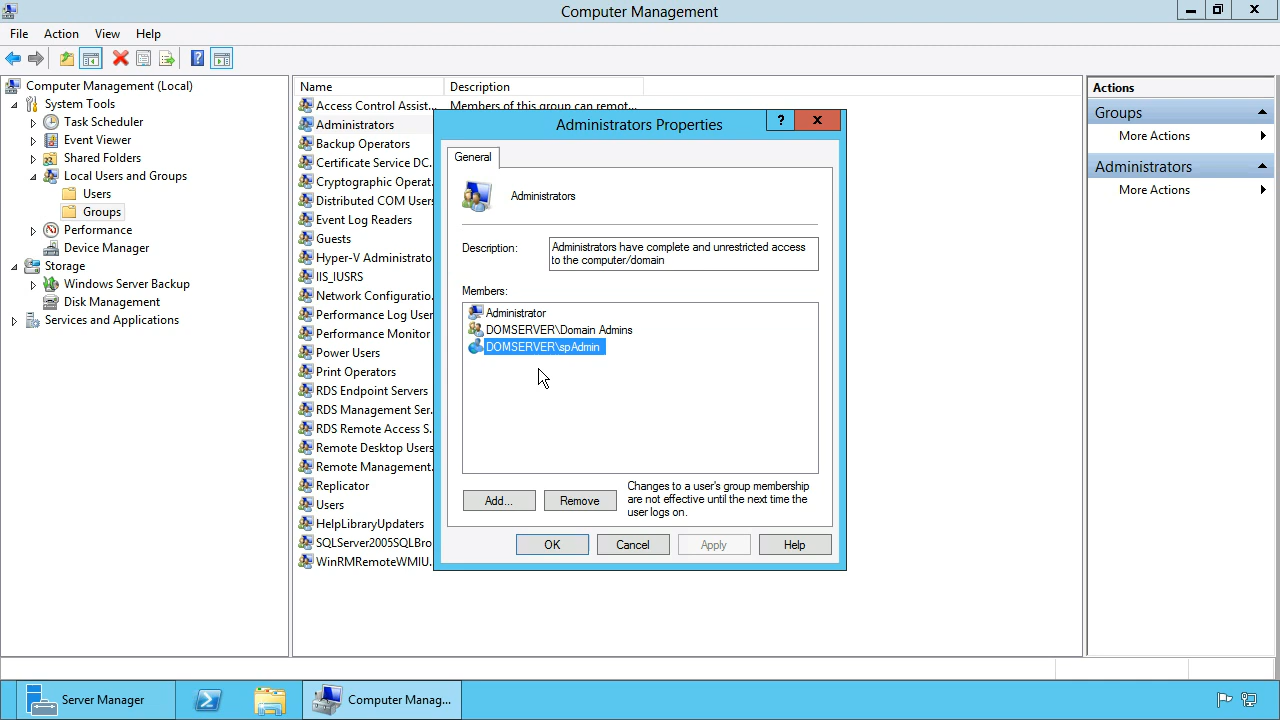 Computer Management
File Action View Help
Computer Management (Local)
System Tools
Task Scheduler
Event Viewer
Shared Folders
Local Users and Groups
Users
Groups
Performance
Device Manager
Storage
Windows Server Backup
Disk Management
Services and Applications
Name Description
Access Control Assist... Members of this group can remot...
Administrators
Backup Operators
Certificate Service DC.
Cryptographic Operat.
Distributed COM Users
Event Log Readers
Guests
Hyper-V Administrato
IIS_IUSRS
Network Configuratio.
Performance Log User
Performance Monitor
Power Users
Print Operators
RDS Endpoint Servers
RDS Management Ser.
RDS Remote Access S.
Remote Desktop Users
Remote Management.
Replicator
Users
HelpLibraryUpdaters
SQLServer2005SQLBro
WinRMRemoteWMIU.
Administrators Properties
?
General
Administrators
Description: Administrators have complete and unrestricted access
to the computer/domain
Members:
Administrator
DOMSERVER\Domain Admins
DOMSERVER\spAdmin
Add... Remove
Changes to a user's group membership
are not effective until the next time the
user logs on.
OK Cancel Apply Help
Actions
Groups
More Actions
Administrators
More Actions
Server Manager
Computer Manag...